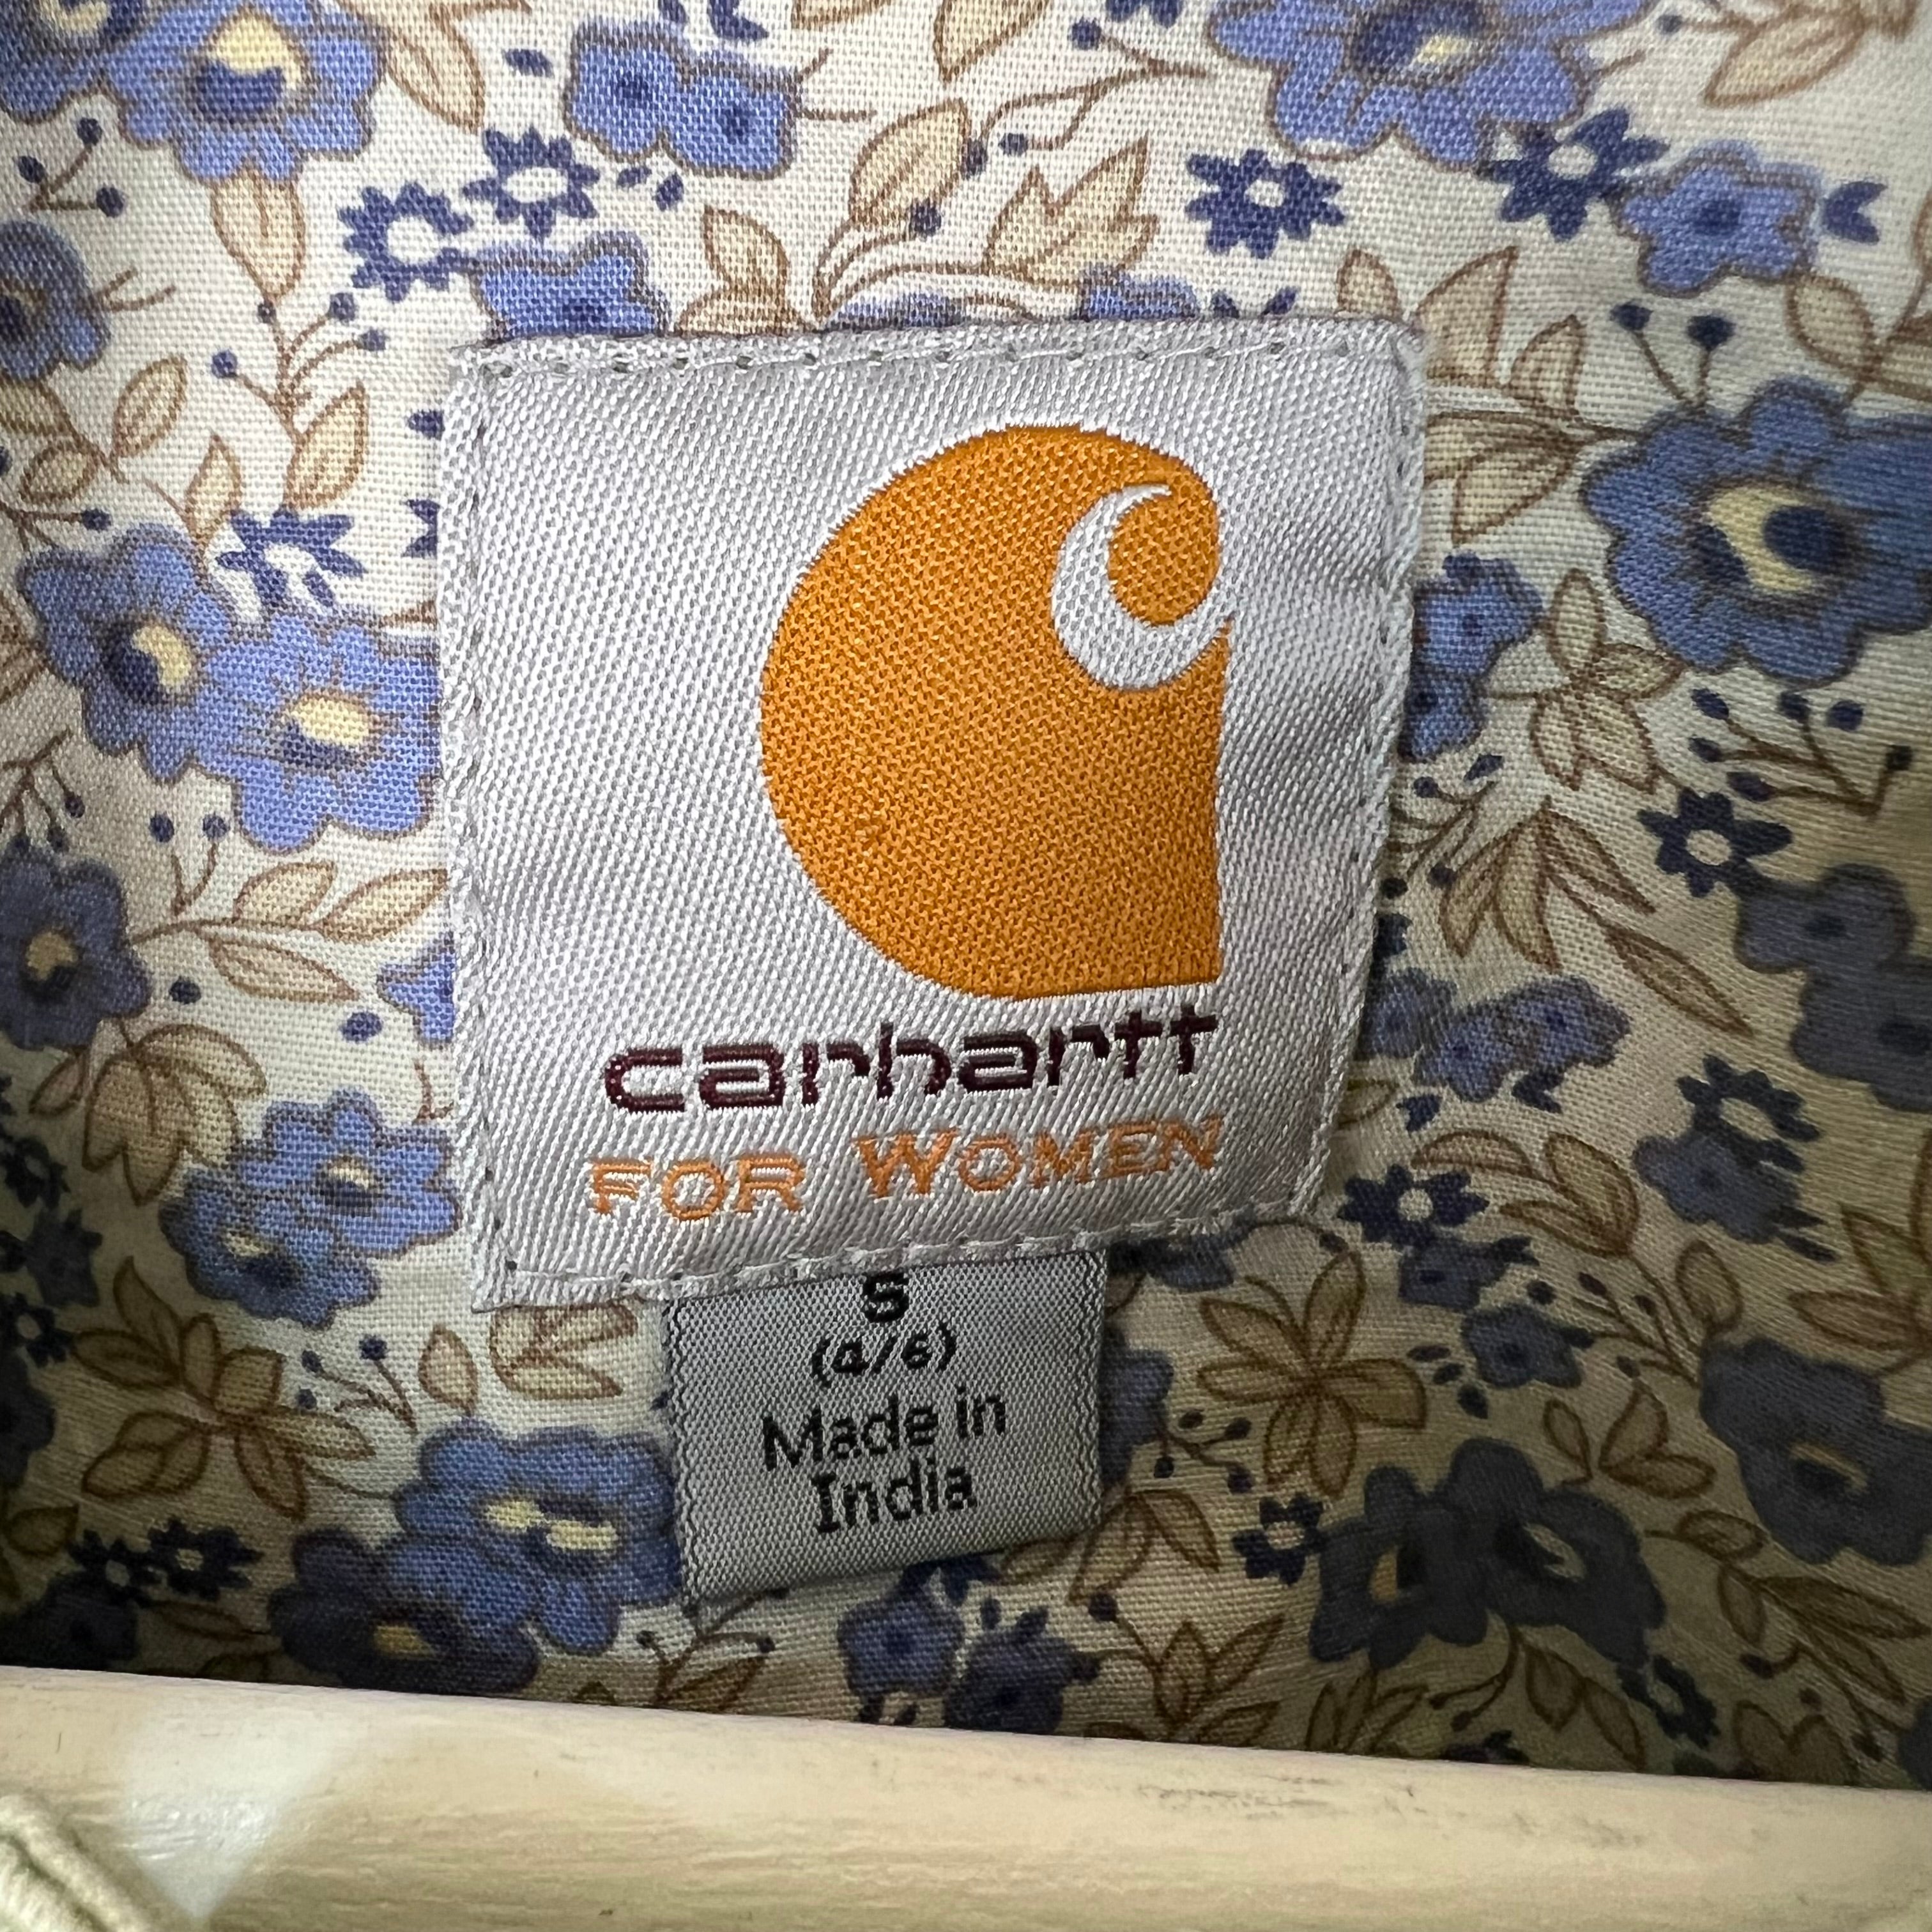 carhartt
FOR WOMEN
S
(4/6)
Made in
India